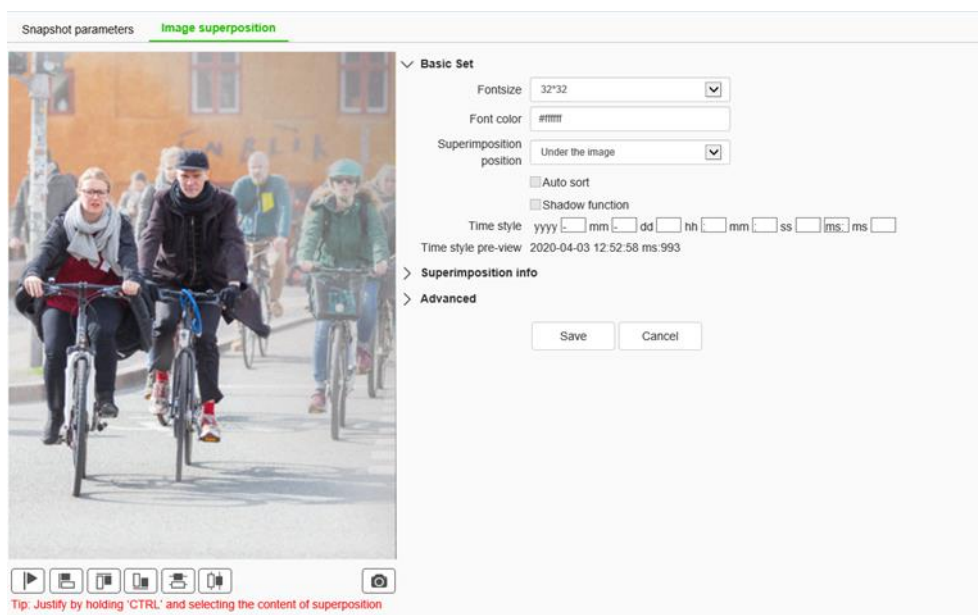 Snapshot parameters Image superposition
Basic Set
Fontsize 32*32
Font color #ffffff
Superimposition position Under the image
Auto sort
Shadow function
Time style yyyy - mm - dd hh : mm : ss ms: ms
Time style pre-view 2020-04-03 12:52:58 ms:993
Superimposition info
Advanced
Save Cancel
Tip: Justify by holding 'CTRL' and selecting the content of superposition